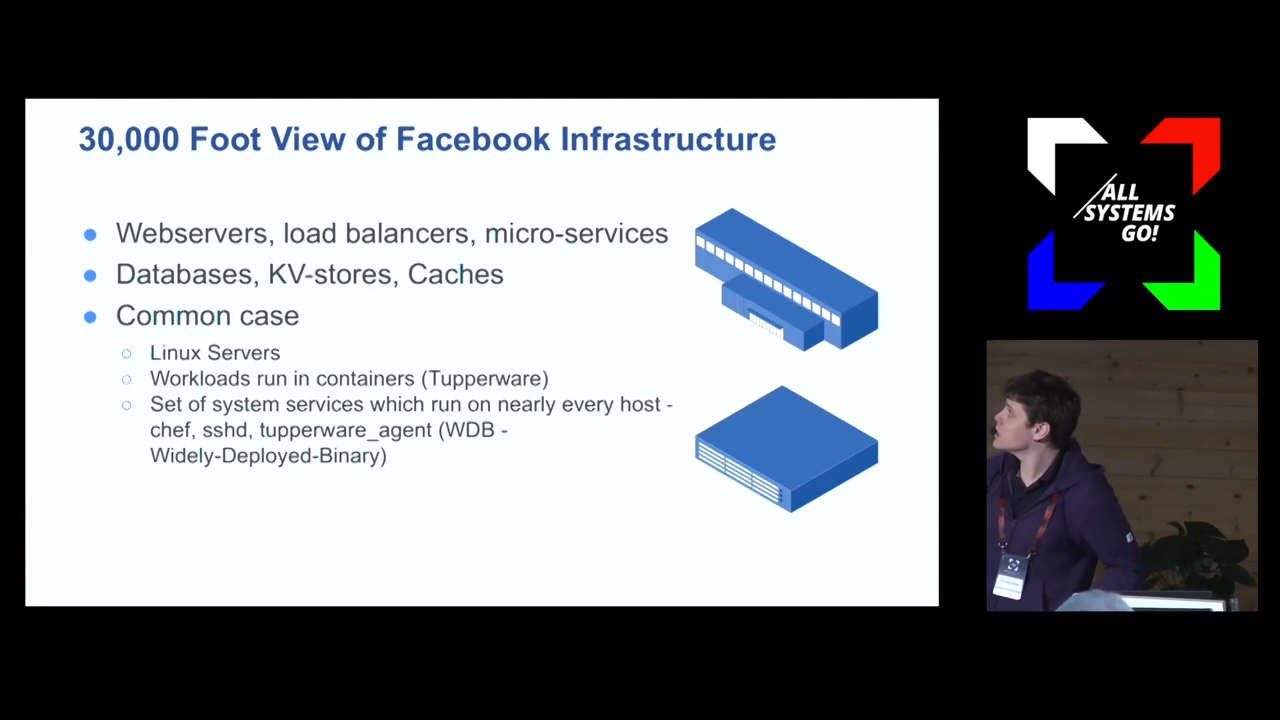 30,000 Foot View of Facebook Infrastructure
Webservers, load balancers, micro-services
Databases, KV-stores, Caches
Common case
Linux Servers
Workloads run in containers (Tupperware)
Set of system services which run on nearly every host -
chef, sshd, tupperware_agent (WDB -
Widely-Deployed-Binary)
ALL
SYSTEMS
GO!